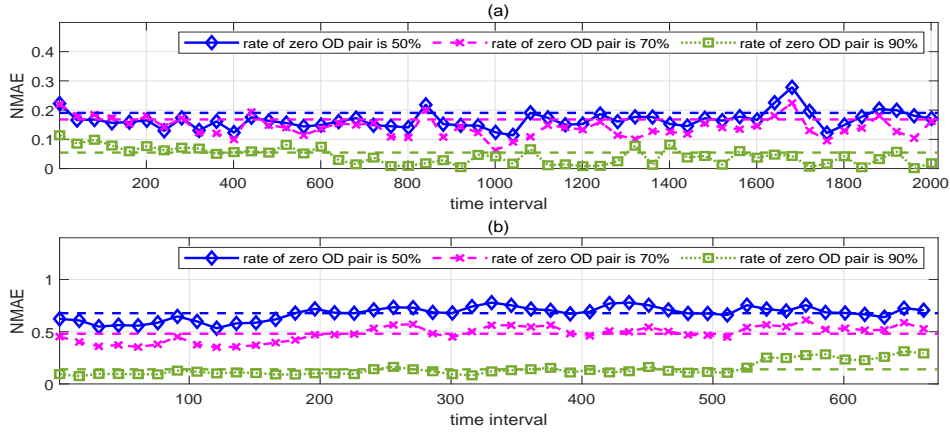 (a)
rate of zero OD pair is 50% rate of zero OD pair is 70% rate of zero OD pair is 90%
NMAE
0.4
0.3
0.2
0.1
0
200 400 600 800 1000 1200 1400 1600 1800 2000
time interval
(b)
rate of zero OD pair is 50% rate of zero OD pair is 70% rate of zero OD pair is 90%
NMAE
1
0.5
0
100 200 300 400 500 600
time interval